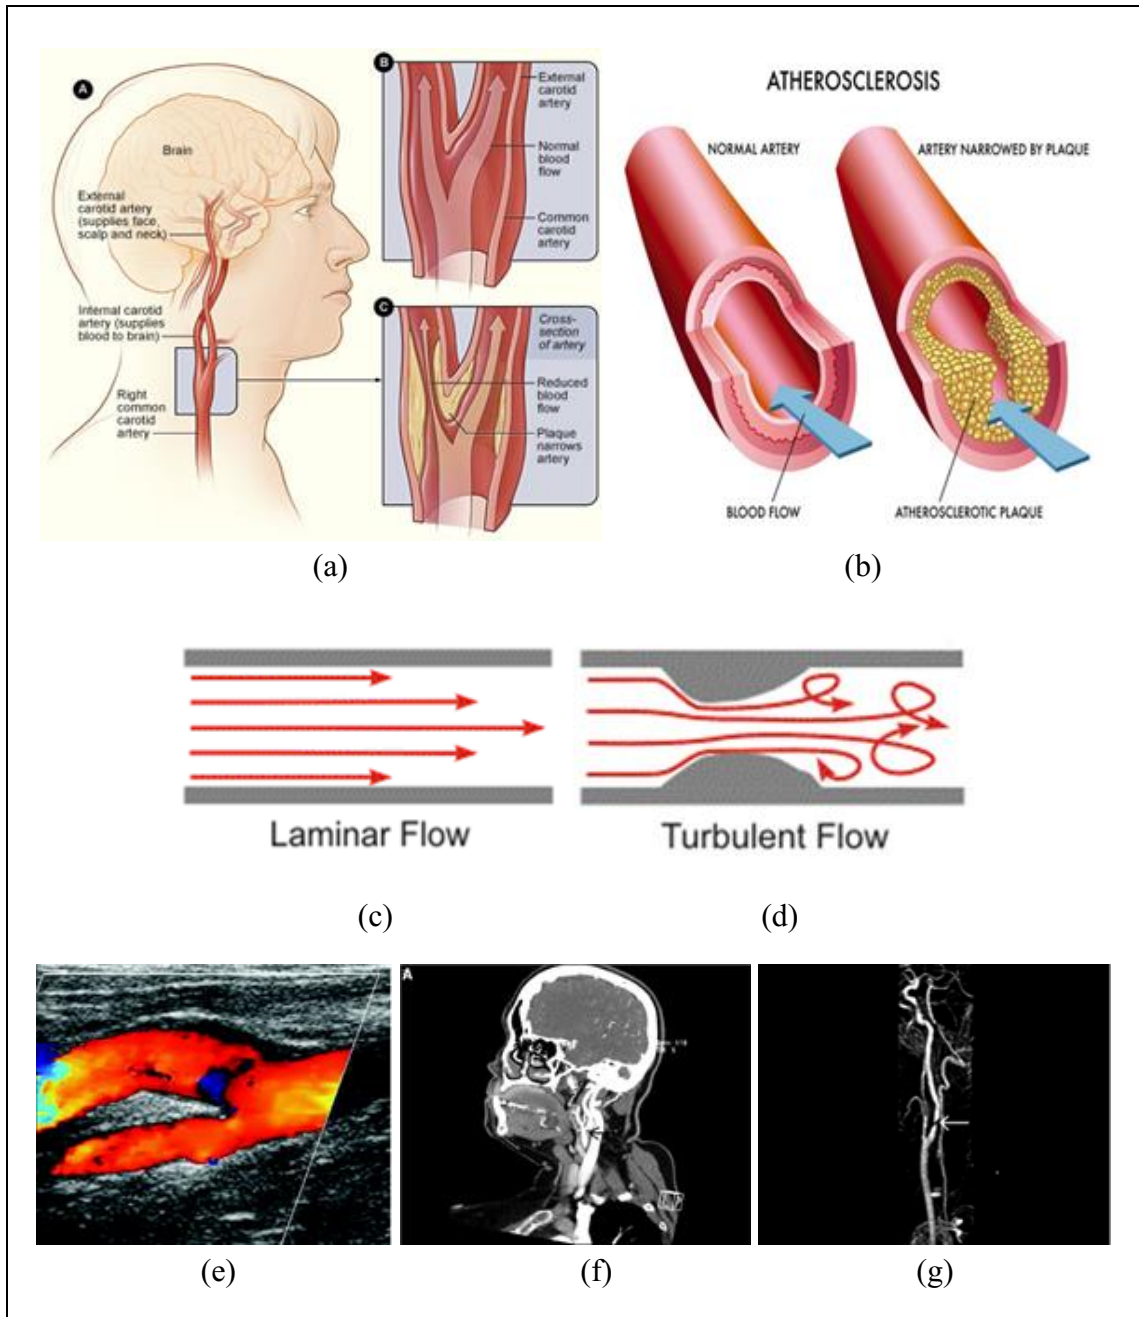 A
Brain
External
carotid artery
(supplies face,
scalp and neck)
Internal carotid
artery (supplies
blood to brain)
Right
common
carotid
artery
B
External
carotid
artery
Normal
blood
flow
Common
carotid
artery
C
Cross-
section
of artery
Reduced
blood
flow
Plaque
narrows
artery
(a)
ATHEROSCLEROSIS
NORMAL ARTERY
ARTERY NARROWED BY PLAQUE
BLOOD FLOW
ATHEROSCLEROTIC PLAQUE
(b)
Laminar Flow
Turbulent Flow
(c)
(d)
A
(e)
(f)
(g)